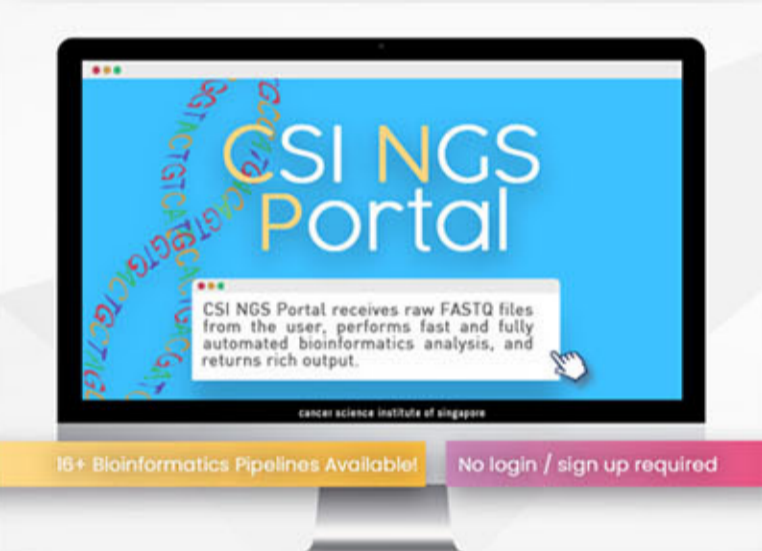 CSI NGS
Portal
CSI NGS Portal receives raw FASTQ files
from the user, performs fast and fully
automated bioinformatics analysis, and
returns rich output.
cancer science institute of singapore
16+ Bioinformatics Pipelines Available!
No login / sign up required